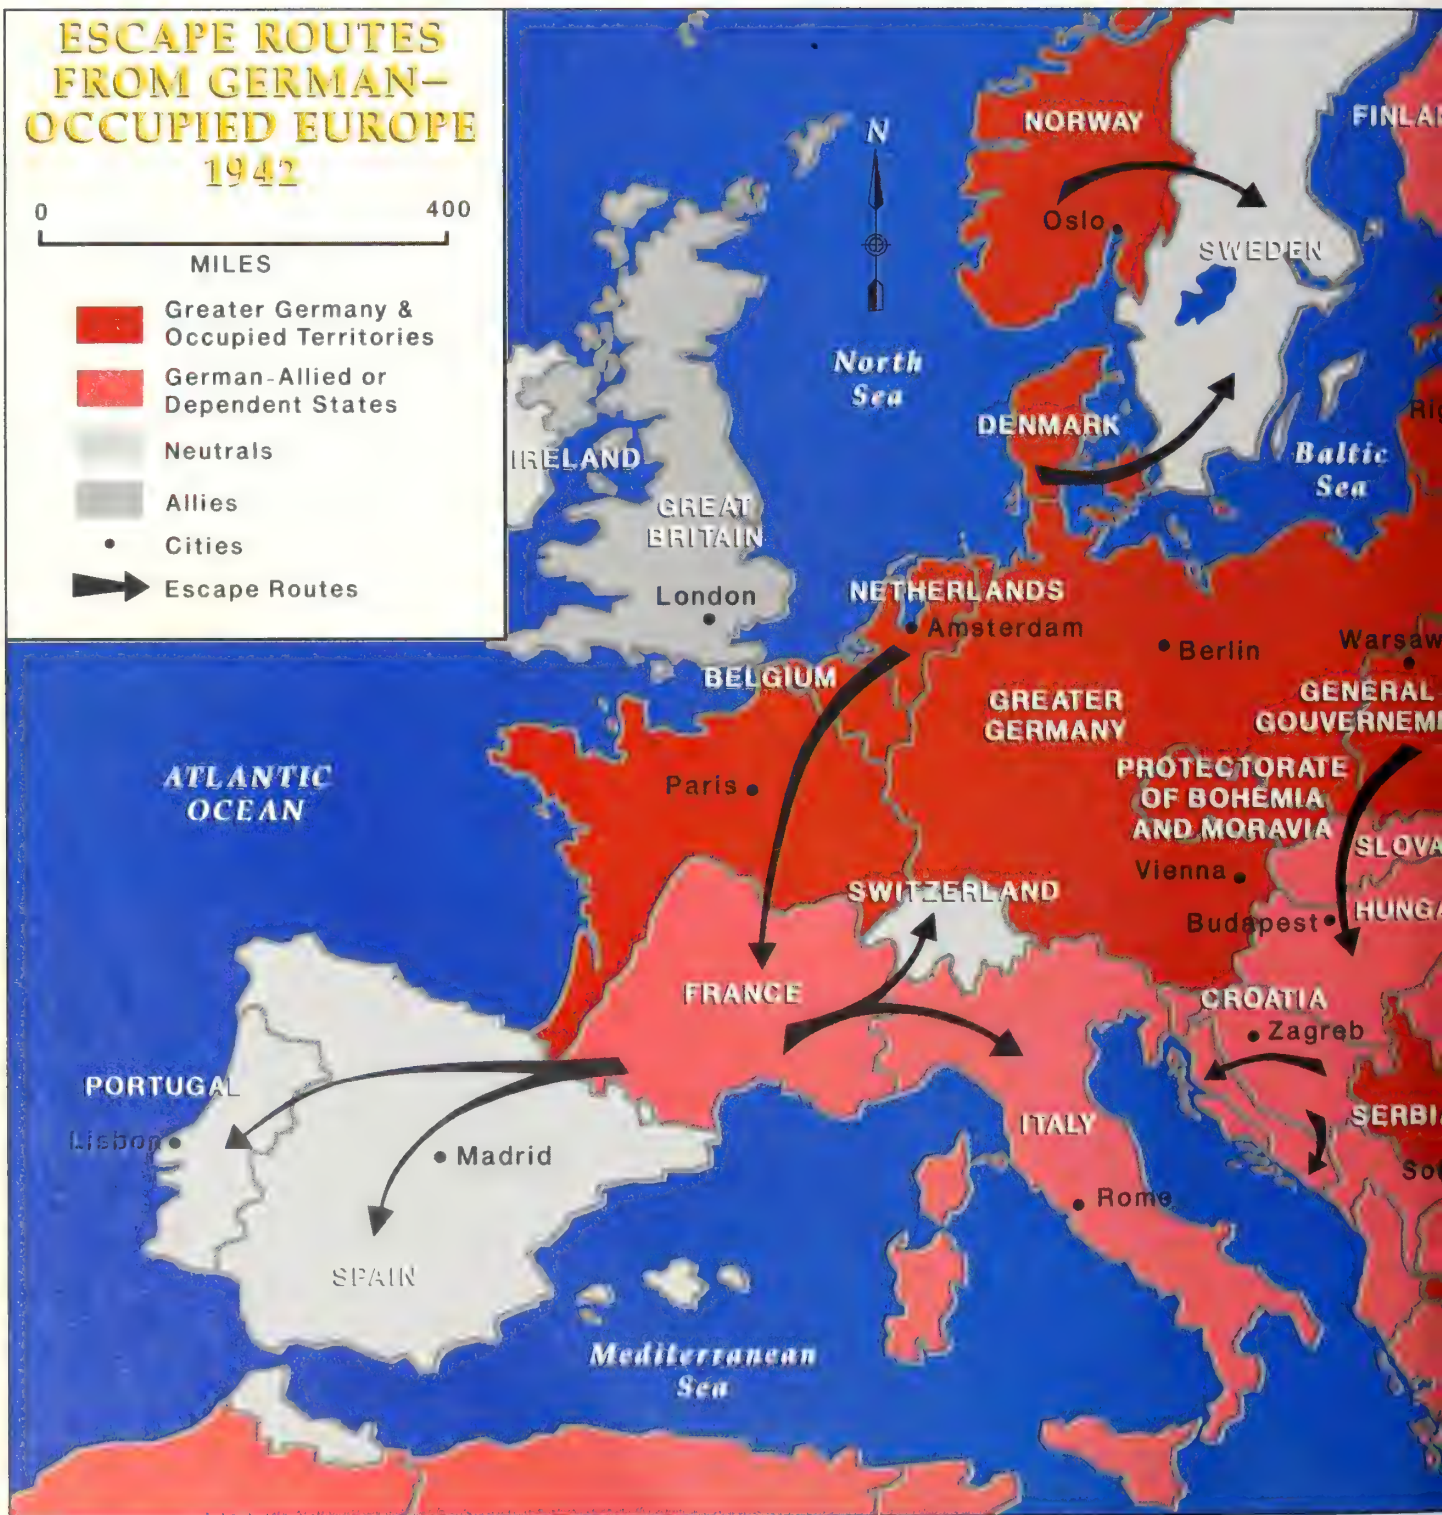 ESCAPE ROUTES
FROM GERMAN–
OCCUPIED EUROPE
1942
0 400
MILES
Greater Germany &
Occupied Territories
German-Allied or
Dependent States
Neutrals
Allies
Cities
Escape Routes
N
NORWAY
Oslo
SWEDEN
North
Sea
DENMARK
Baltic
Sea
IRELAND
GREAT
BRITAIN
London
NETHERLANDS
Amsterdam
Berlin
Warsaw
BELGIUM
GREATER
GERMANY
GENERAL
ATLANTIC
OCEAN
Paris
PROTECTORATE
OF BOHEMIA
AND MORAVIA
Vienna
SWITZERLAND
Budapest
FRANCE
CROATIA
Zagreb
PORTUGAL
Lisbon
Madrid
ITALY
Rome
SPAIN
Mediterranean
Sea